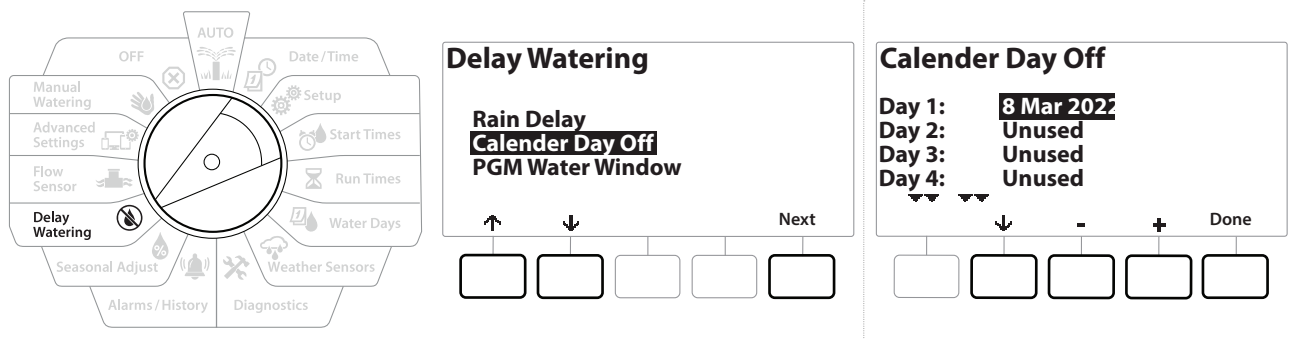 AUTO
OFF
Date/Time
Manual
Watering
Setup
Advanced
Settings
Start Times
Flow
Sensor
Run Times
Delay
Watering
Water Days
Seasonal Adjust
Weather Sensors
Alarms/History
Diagnostics
Delay Watering
Rain Delay
Calender Day Off
PGM Water Window
Next
Calender Day Off
Day 1: 8 Mar 2022
Day 2: Unused
Day 3: Unused
Day 4: Unused
- + Done